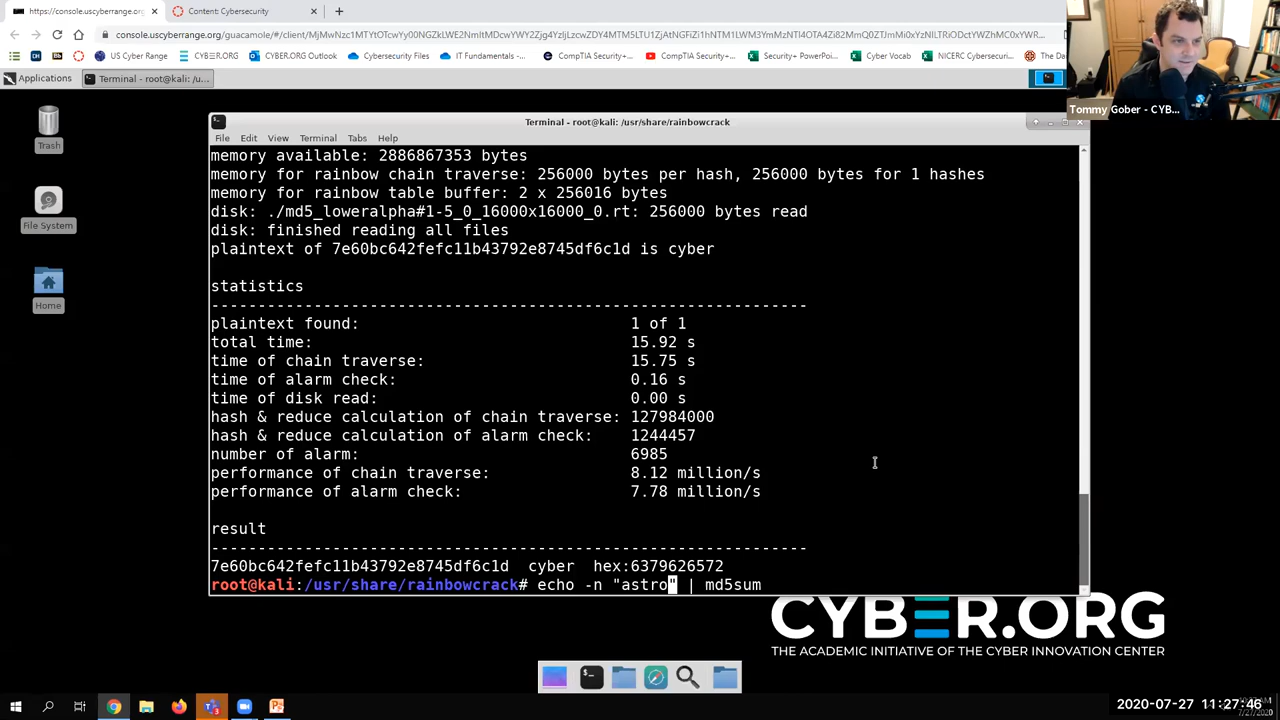 https://console.uscyberrange.org/
Content: Cybersecurity
US Cyber Range
CYBER.ORG
CYBER.ORG Outlook
Cybersecurity Files
IT Fundamentals -...
CompTIA Security+...
CompTIA Security+...
Security+ PowerPoi...
Cyber Vocab
NICERC Cybersecuri...
The Da
Applications
Terminal - root@kali: /u...
Tommy Gober - CYB...
Trash
File System
Home
Terminal - root@kali: /usr/share/rainbowcrack
File Edit View Terminal Tabs Help
memory available: 2886867353 bytes
memory for rainbow chain traverse: 256000 bytes per hash, 256000 bytes for 1 hashes
memory for rainbow table buffer: 2 x 256016 bytes
disk: ./md5_loweralpha#1-5_0_16000x16000_0.rt: 256000 bytes read
disk: finished reading all files
plaintext of 7e60bc642fefc11b43792e8745df6c1d is cyber
statistics
-----------------------------------------------------------------
plaintext found: 1 of 1
total time: 15.92 s
time of chain traverse: 15.75 s
time of alarm check: 0.16 s
time of disk read: 0.00 s
hash & reduce calculation of chain traverse: 127984000
hash & reduce calculation of alarm check: 1244457
number of alarm: 6985
performance of chain traverse: 8.12 million/s
performance of alarm check: 7.78 million/s
result
-----------------------------------------------------------------
7e60bc642fefc11b43792e8745df6c1d cyber hex:6379626572
root@kali:/usr/share/rainbowcrack# echo -n "astro" | md5sum
CYBER.ORG
THE ACADEMIC INITIATIVE OF THE CYBER INNOVATION CENTER
2020-07-27 11:27:46